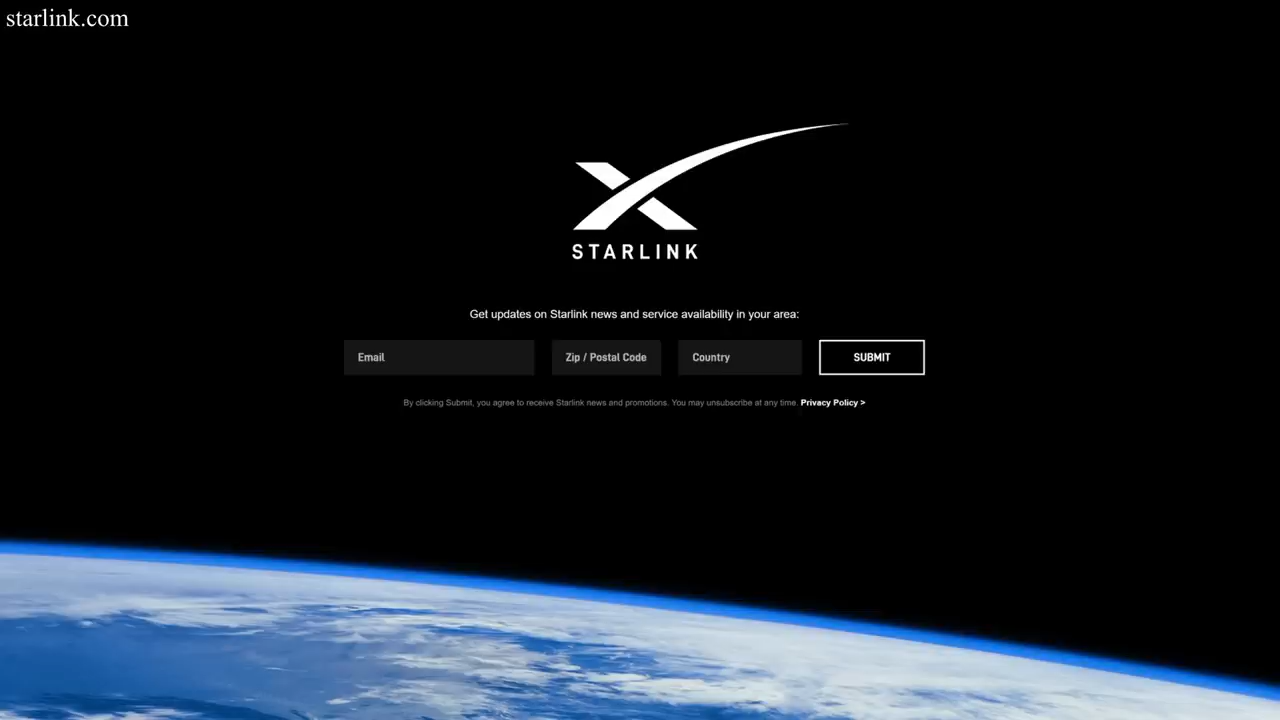 starlink.com
STARLINK
Get updates on Starlink news and service availability in your area:
Email Zip / Postal Code Country SUBMIT
By clicking Submit, you agree to receive Starlink news and promotions. You may unsubscribe at any time. Privacy Policy >